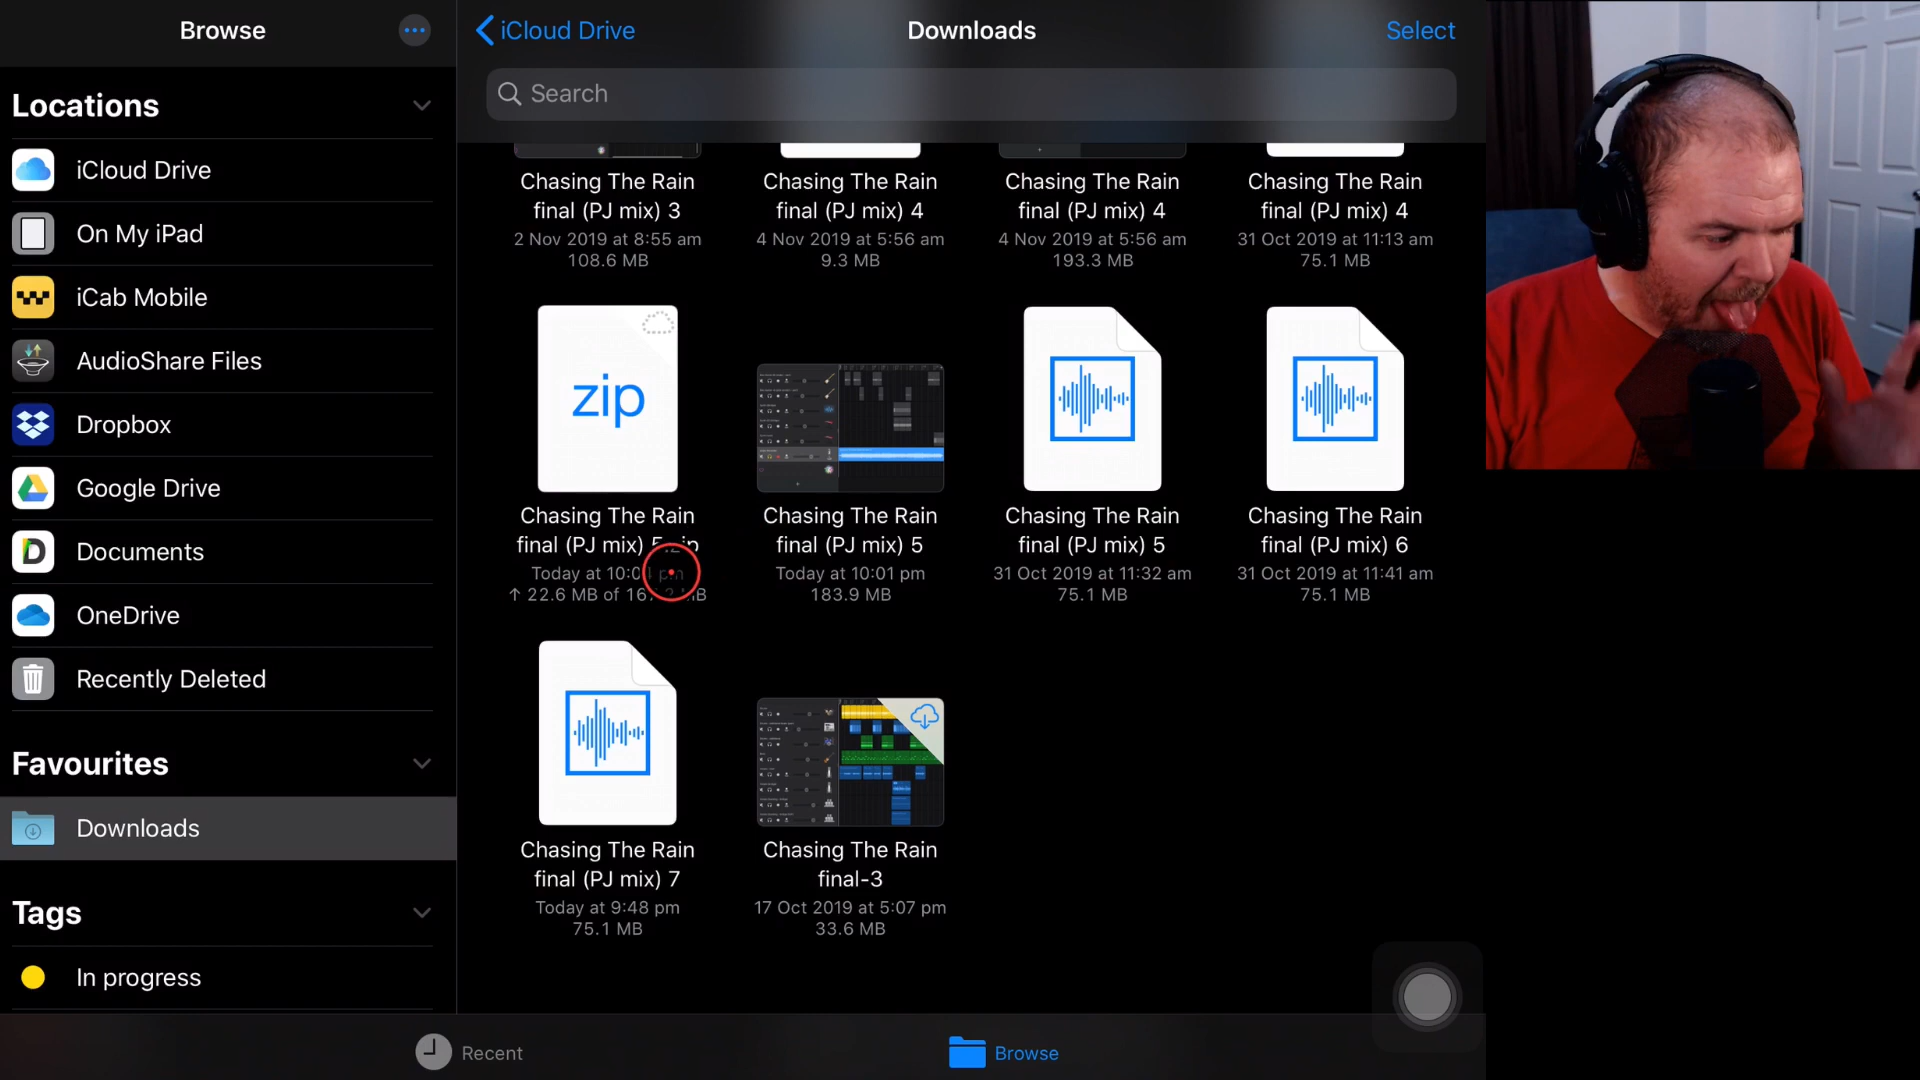 Browse
Locations
iCloud Drive
On My iPad
iCab Mobile
AudioShare Files
Dropbox
Google Drive
Documents
OneDrive
Recently Deleted
Favourites
Downloads
Tags
In progress
iCloud Drive
Downloads
Select
Search
Chasing The Rain
final (PJ mix) 3
2 Nov 2019 at 8:55 am
108.6 MB
Chasing The Rain
final (PJ mix) 4
4 Nov 2019 at 5:56 am
9.3 MB
Chasing The Rain
final (PJ mix) 4
4 Nov 2019 at 5:56 am
193.3 MB
Chasing The Rain
final (PJ mix) 4
31 Oct 2019 at 11:13 am
75.1 MB
zip
Chasing The Rain
final (PJ mix) 5.zip
Today at pm
↑ 22.6 MB of MB
Chasing The Rain
final (PJ mix) 5
Today at 10:01 pm
183.9 MB
Chasing The Rain
final (PJ mix) 5
31 Oct 2019 at 11:32 am
75.1 MB
Chasing The Rain
final (PJ mix) 6
31 Oct 2019 at 11:41 am
75.1 MB
Chasing The Rain
final (PJ mix) 7
Today at 9:48 pm
75.1 MB
Chasing The Rain
final-3
17 Oct 2019 at 5:07 pm
33.6 MB
Recent
Browse